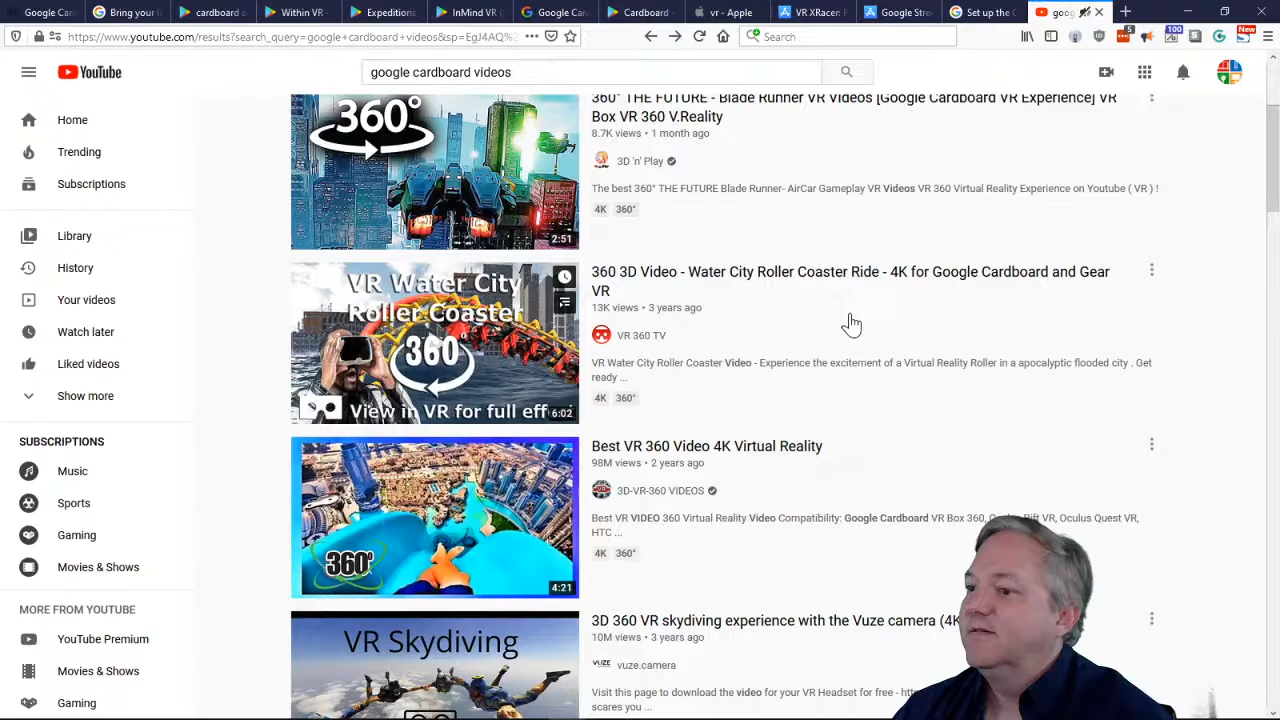 Google Car
Bring your
cardboard a
Within VR
Expedition
InMind VR (
Google Car
Cardboard -
vr - Apple
VR XRacer:
Google Stre
Set up the G
goog
https://www.youtube.com/results?search_query=google+cardboard+videos&sp=EgIYAQ%2
Search
5
100
New
YouTube
google cardboard videos
Home
Trending
Subscriptions
Library
History
Your videos
Watch later
Liked videos
Show more
SUBSCRIPTIONS
Music
Sports
Gaming
Movies & Shows
MORE FROM YOUTUBE
YouTube Premium
Movies & Shows
Gaming
360°
2:51
360° THE FUTURE - Blade Runner VR Videos [Google Cardboard VR Experience] VR
Box VR 360 V.Reality
8.7K views • 1 month ago
3D 'n' Play
The best 360° THE FUTURE Blade Runner- AirCar Gameplay VR Videos VR 360 Virtual Reality Experience on Youtube ( VR ) !
4K 360°
VR Water City
Roller Coaster
360°
View in VR for full eff
6:02
360 3D Video - Water City Roller Coaster Ride - 4K for Google Cardboard and Gear
VR
13K views • 3 years ago
VR 360 TV
VR Water City Roller Coaster Video - Experience the excitement of a Virtual Reality Roller in a apocalyptic flooded city . Get
ready ...
4K 360°
360°
4:21
Best VR 360 Video 4K Virtual Reality
98M views • 2 years ago
3D-VR-360 VIDEOS
Best VR VIDEO 360 Virtual Reality Video Compatibility: Google Cardboard VR Box 360, Oculus Rift VR, Oculus Quest VR,
HTC ...
4K 360°
VR Skydiving
3D 360 VR skydiving experience with the Vuze camera (4K
10M views • 3 years ago
VUZE
vuze.camera
Visit this page to download the video for your VR Headset for free -
scares you ...